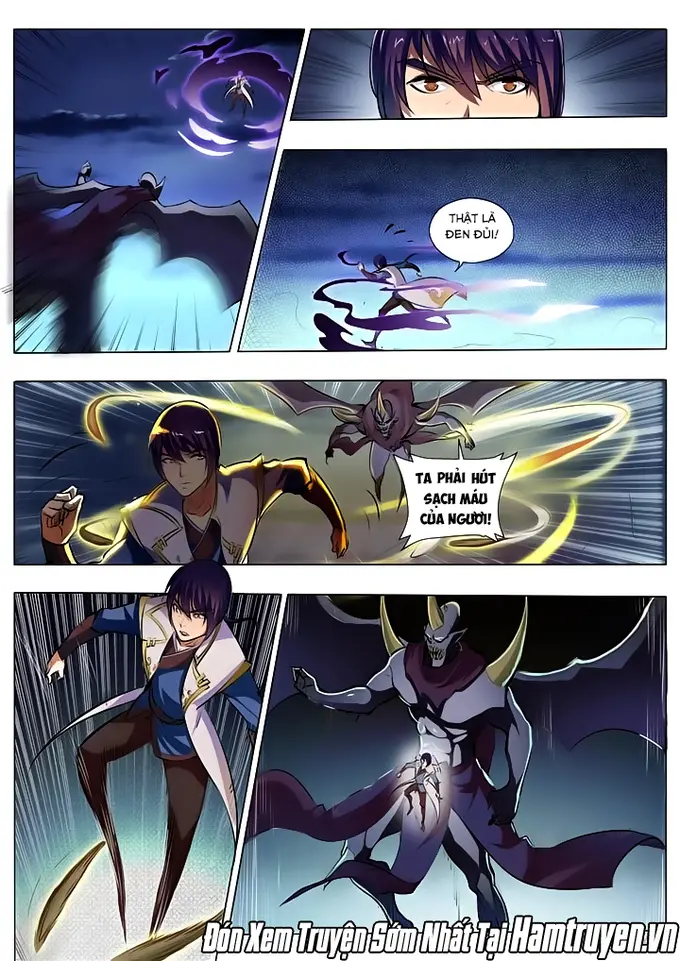 THẬT LÀ
ĐEN ĐỦI!
TA PHẢI HÚT
SẠCH MÁU
CỦA NGƯƠI!
Đón Xem Truyện Sớm Nhất Tại Hamtruyen.vn